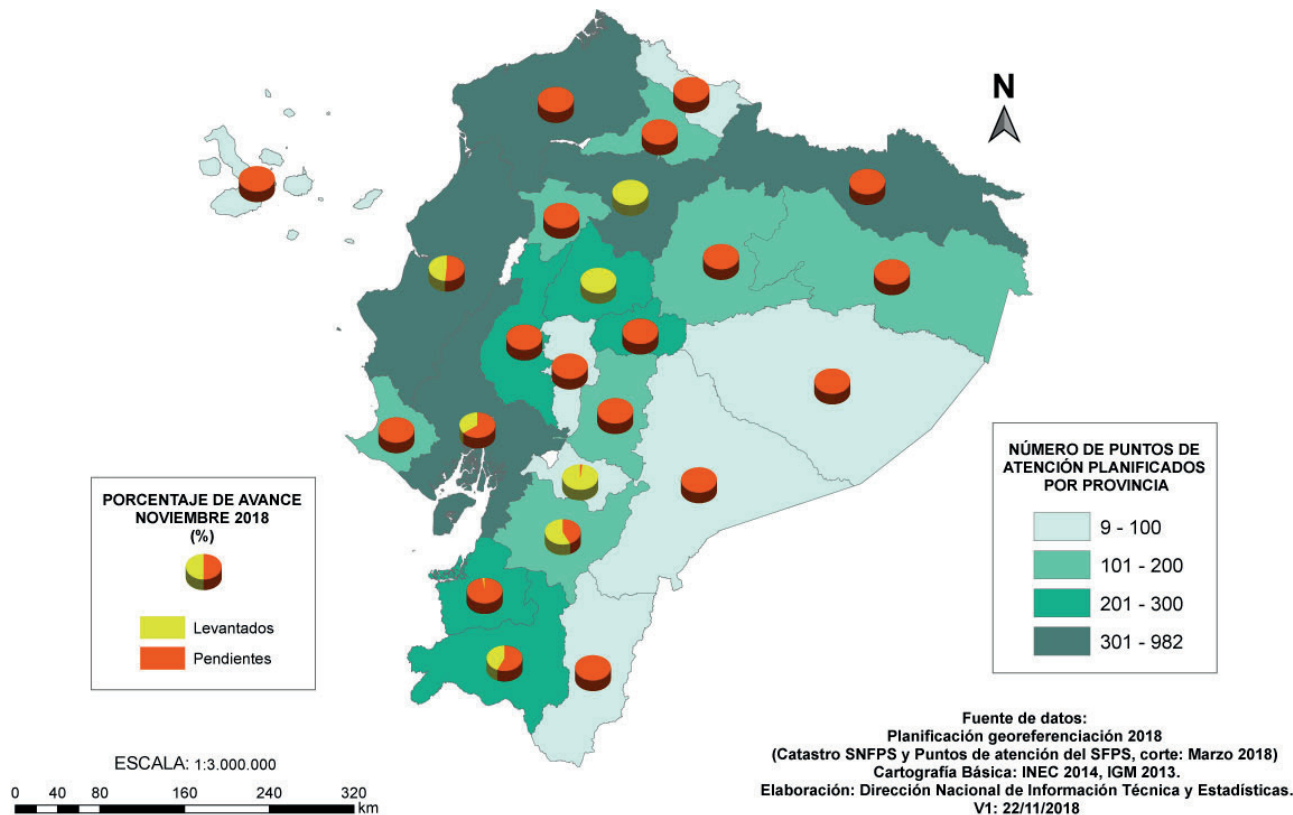 N
PORCENTAJE DE AVANCE
NOVIEMBRE 2018
(%)
Levantados
Pendientes
NÚMERO DE PUNTOS DE
ATENCIÓN PLANIFICADOS
POR PROVINCIA
9 - 100
101 - 200
201 - 300
301 - 982
ESCALA: 1:3.000.000
0 40 80 160 240 320
km
Fuente de datos:
Planificación georeferenciación 2018
(Catastro SNFPS y Puntos de atención del SFPS, corte: Marzo 2018)
Cartografía Básica: INEC 2014, IGM 2013.
Elaboración: Dirección Nacional de Información Técnica y Estadísticas.
V1: 22/11/2018